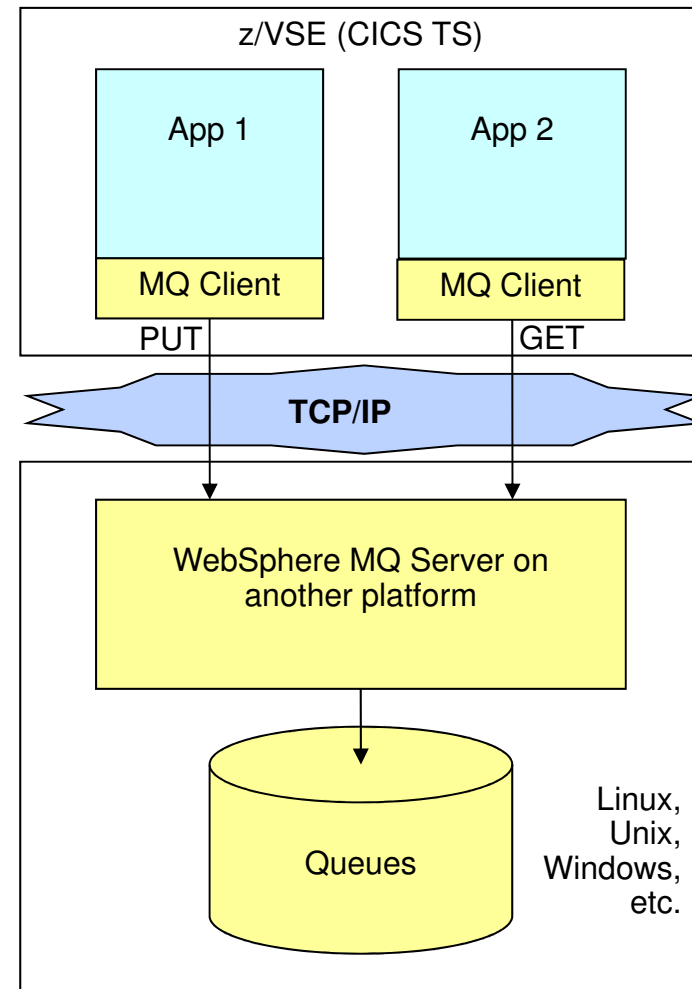 z/VSE (CICS TS)
App 1
App 2
MQ Client
MQ Client
PUT
GET
TCP/IP
WebSphere MQ Server on
another platform
Queues
Linux,
Unix,
Windows,
etc.